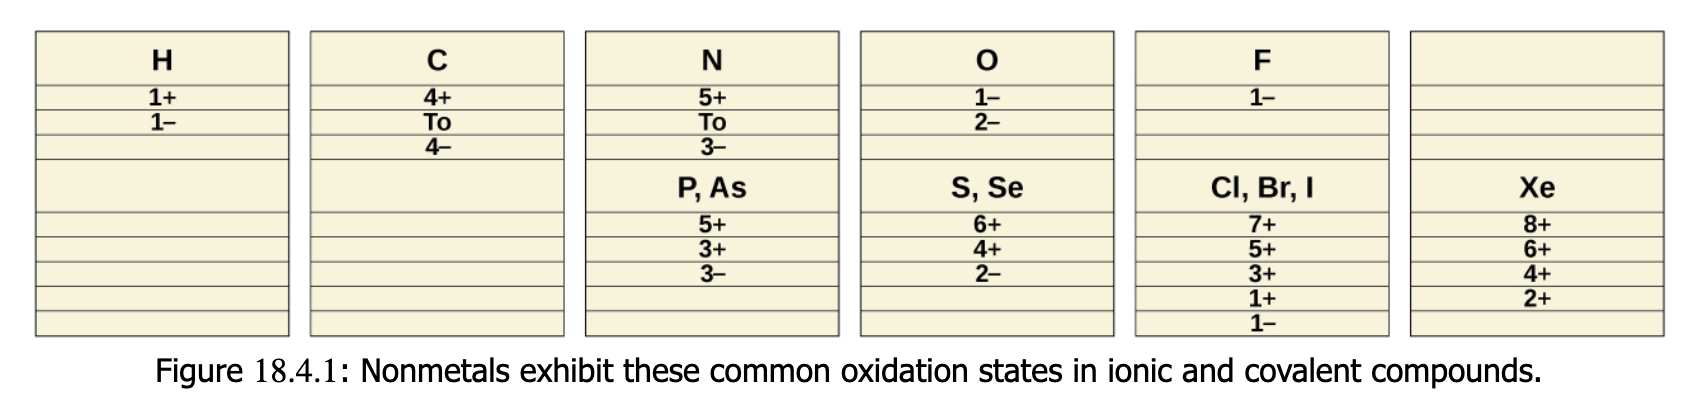 H
1+
1–
C
4+
To
4–
N
5+
To
3–
P, As
5+
3+
3–
O
1–
2–
S, Se
6+
4+
2–
F
1–
Cl, Br, I
7+
5+
3+
1+
1–
Xe
8+
6+
4+
2+
Figure 18.4.1: Nonmetals exhibit these common oxidation states in ionic and covalent compounds.